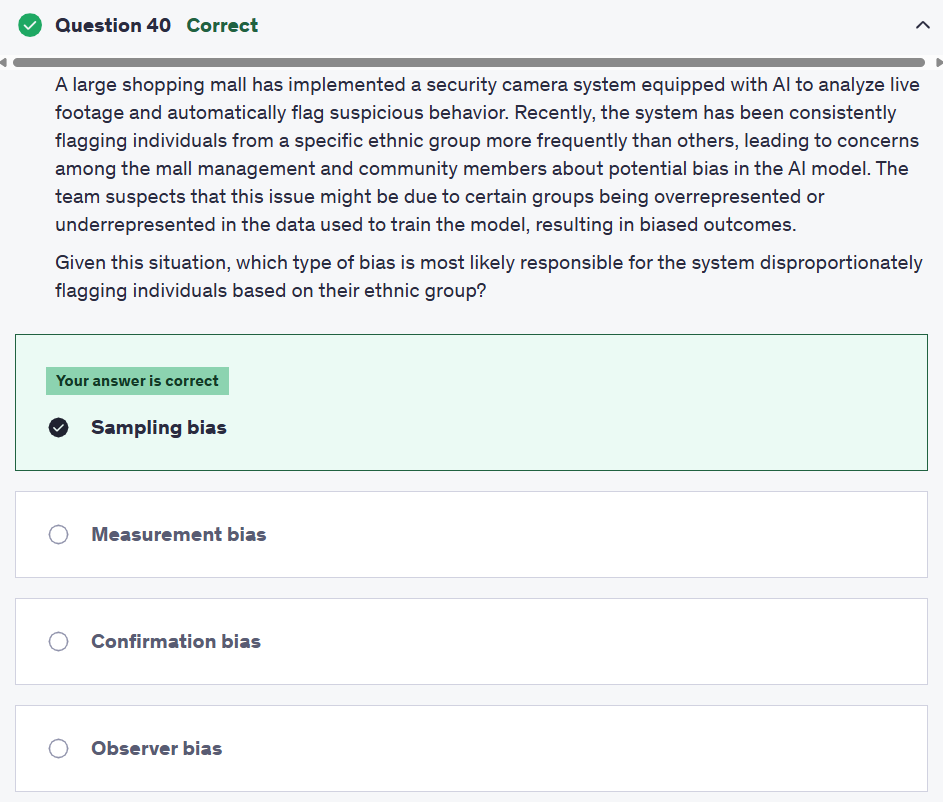 Question 40 Correct
A large shopping mall has implemented a security camera system equipped with AI to analyze live
footage and automatically flag suspicious behavior. Recently, the system has been consistently
flagging individuals from a specific ethnic group more frequently than others, leading to concerns
among the mall management and community members about potential bias in the AI model. The
team suspects that this issue might be due to certain groups being overrepresented or
underrepresented in the data used to train the model, resulting in biased outcomes.
Given this situation, which type of bias is most likely responsible for the system disproportionately
flagging individuals based on their ethnic group?
Your answer is correct
Sampling bias
Measurement bias
Confirmation bias
Observer bias